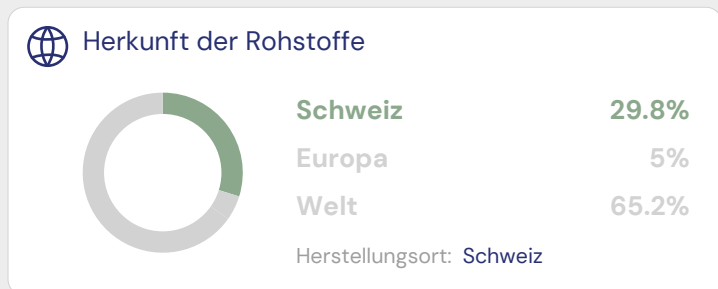 Herkunft der Rohstoffe
Schweiz 29.8%
Europa 5%
Welt 65.2%
Herstellungsort: Schweiz